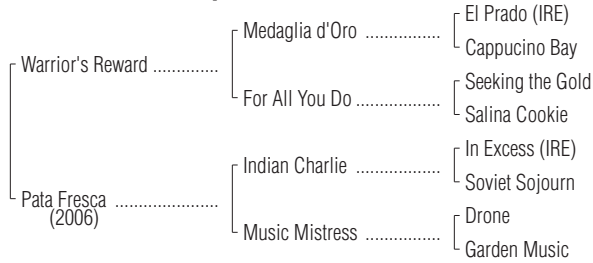 El Prado (IRE)
Medaglia d'Oro ................
Cappucino Bay
Warrior's Reward ..............
Seeking the Gold
For All You Do ..................
Salina Cookie
In Excess (IRE)
Indian Charlie ..................
Soviet Sojourn
Pata Fresca ......................
(2006)
Drone
Music Mistress ................
Garden Music